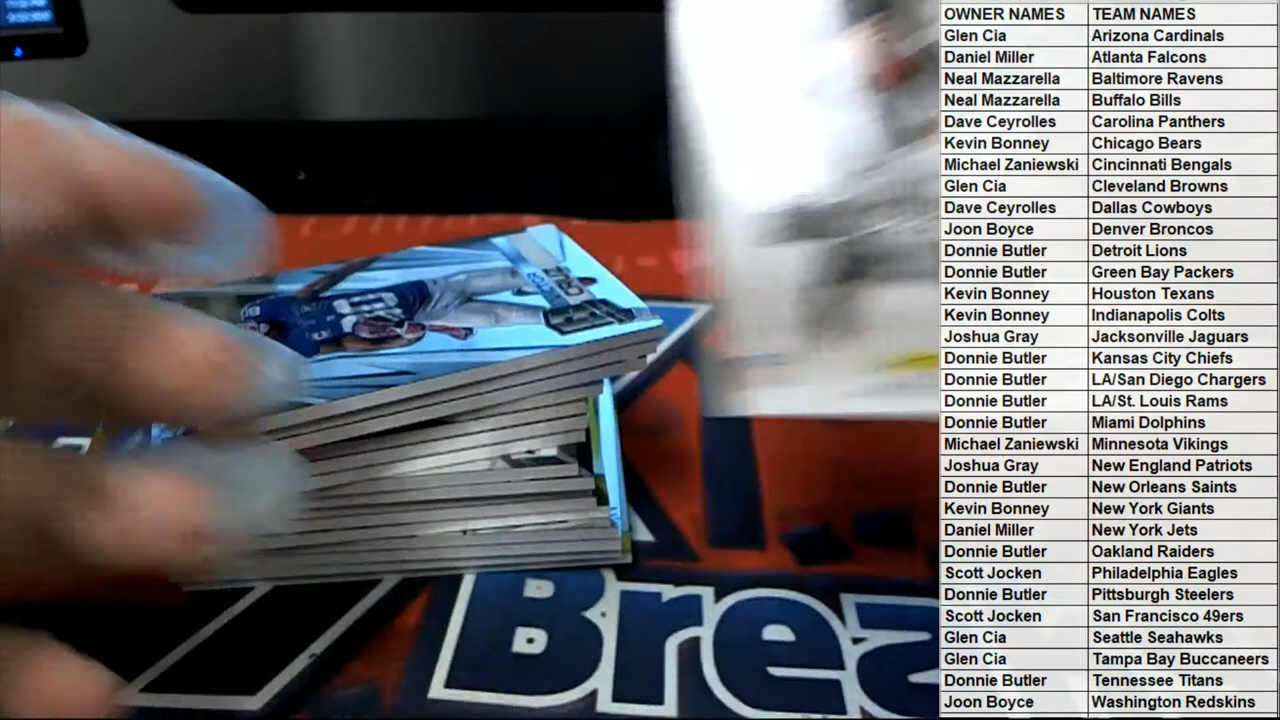 OWNER NAMES TEAM NAMES
Glen Cia Arizona Cardinals
Daniel Miller Atlanta Falcons
Neal Mazzarella Baltimore Ravens
Neal Mazzarella Buffalo Bills
Dave Ceyrolles Carolina Panthers
Kevin Bonney Chicago Bears
Michael Zaniewski Cincinnati Bengals
Glen Cia Cleveland Browns
Dave Ceyrolles Dallas Cowboys
Joon Boyce Denver Broncos
Donnie Butler Detroit Lions
Donnie Butler Green Bay Packers
Kevin Bonney Houston Texans
Kevin Bonney Indianapolis Colts
Joshua Gray Jacksonville Jaguars
Donnie Butler Kansas City Chiefs
Donnie Butler LA/San Diego Chargers
Donnie Butler LA/St. Louis Rams
Donnie Butler Miami Dolphins
Michael Zaniewski Minnesota Vikings
Joshua Gray New England Patriots
Donnie Butler New Orleans Saints
Kevin Bonney New York Giants
Daniel Miller New York Jets
Donnie Butler Oakland Raiders
Scott Jocken Philadelphia Eagles
Donnie Butler Pittsburgh Steelers
Scott Jocken San Francisco 49ers
Glen Cia Seattle Seahawks
Glen Cia Tampa Bay Buccaneers
Donnie Butler Tennessee Titans
Joon Boyce Washington Redskins
Brea